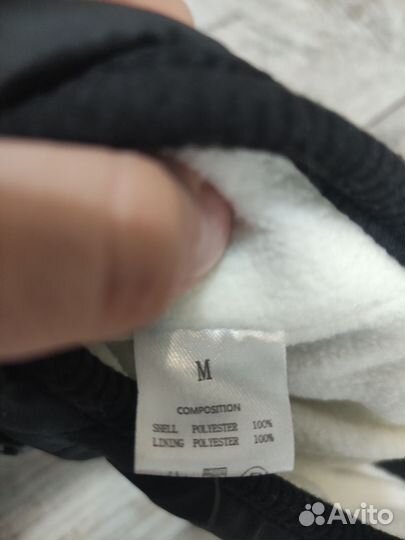 M
COMPOSITION
SHELL POLYESTER 100%
LINING POLYESTER 100%
Avito